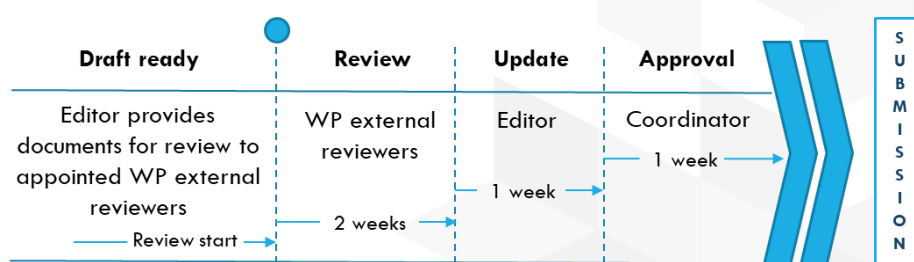 Draft ready
Review
Update
Approval
Editor provides
documents for review to
appointed WP external
reviewers
Review start
WP external
reviewers
2 weeks
Editor
1 week
Coordinator
1 week
SUBMISSION